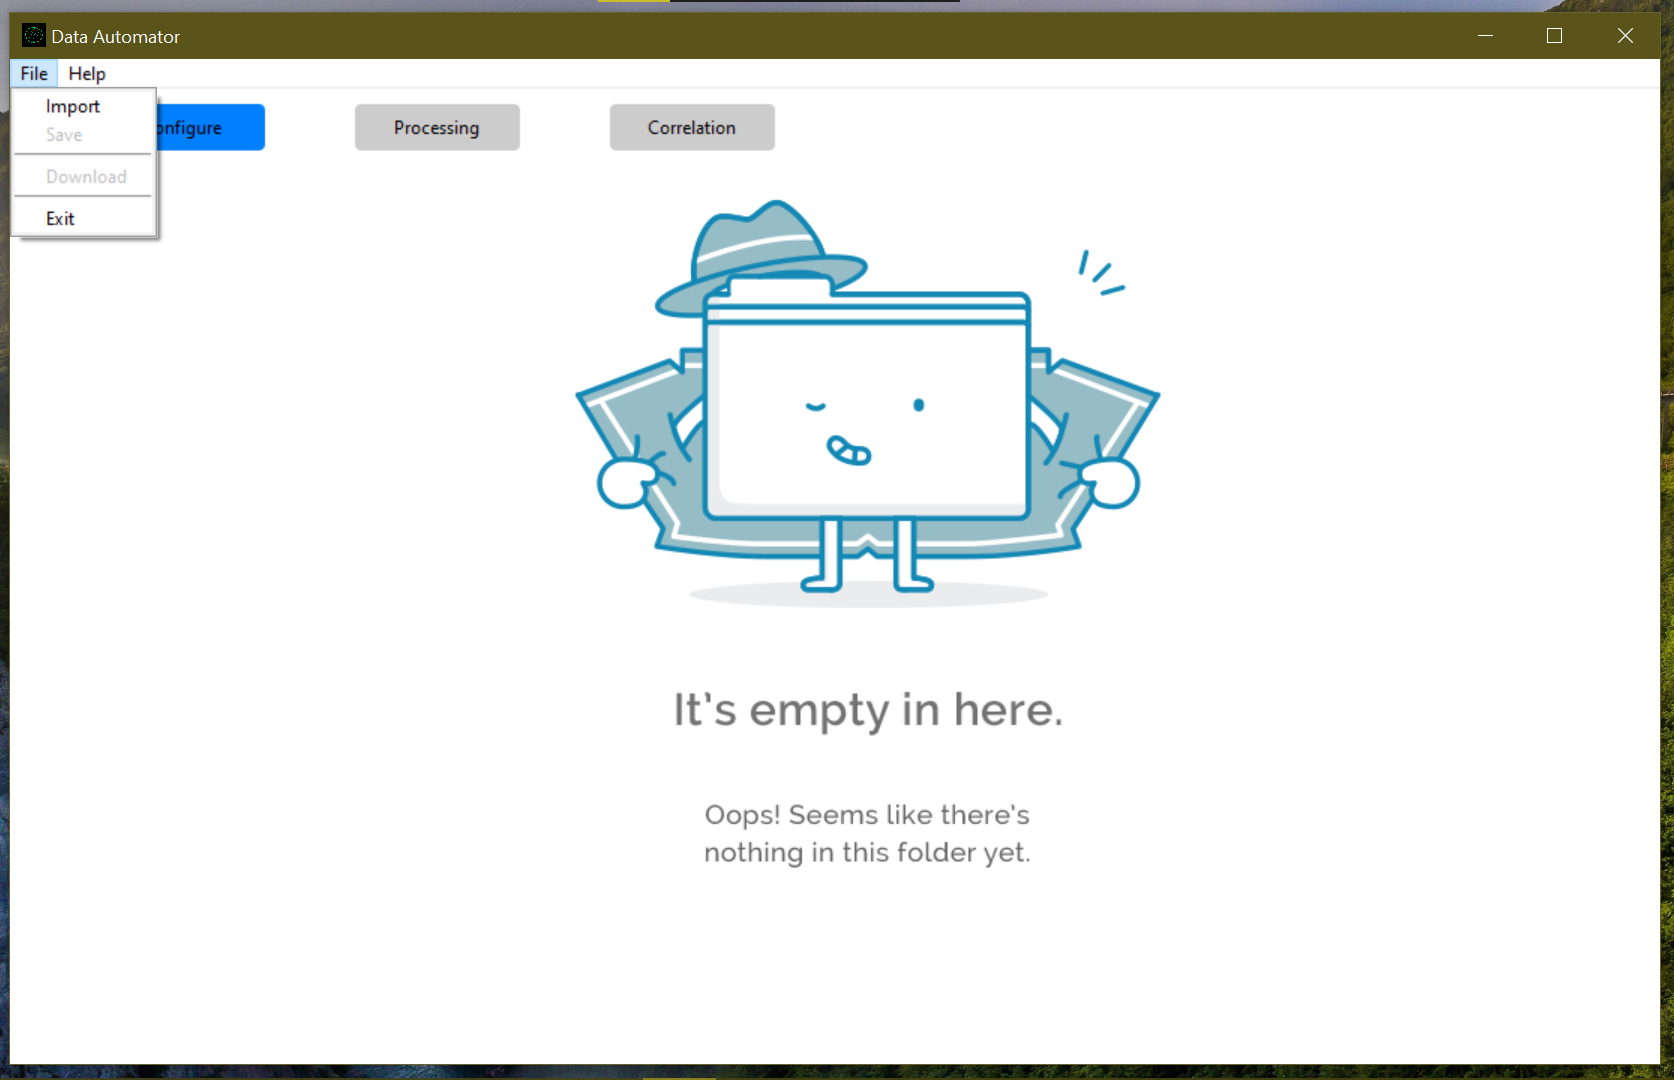 Data Automator
File Help
Import
Save
Download
Exit
onfigure
Processing
Correlation
It's empty in here.
Oops! Seems like there's
nothing in this folder yet.